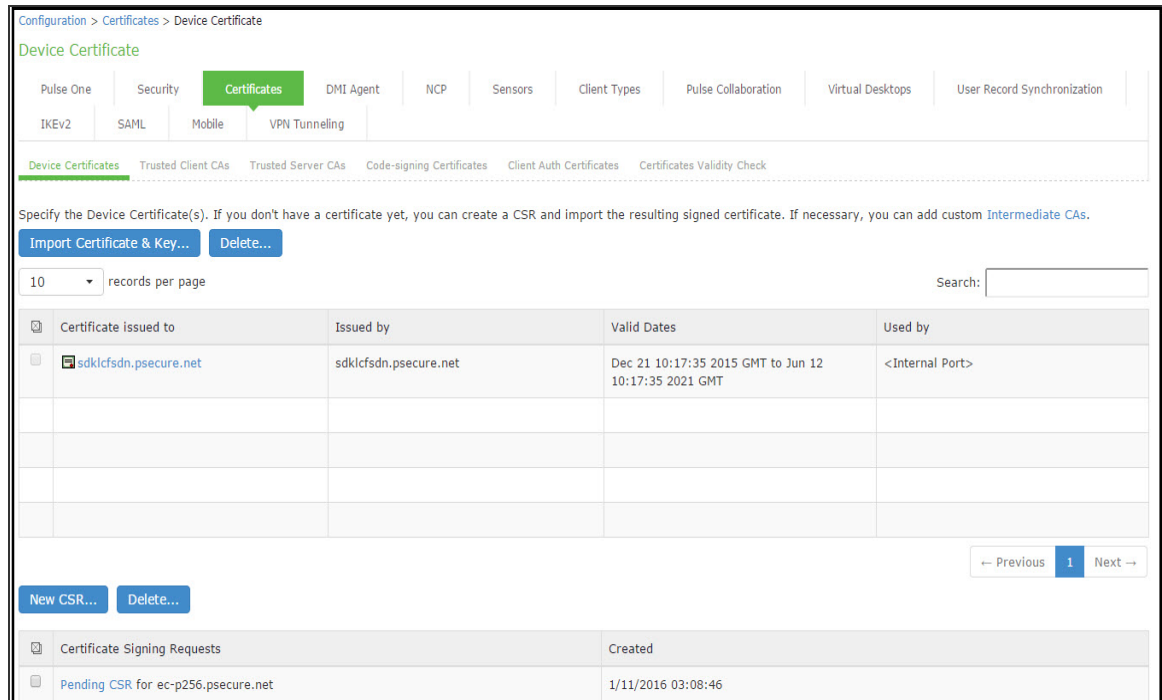 Configuration > Certificates > Device Certificate
Device Certificate
Pulse One Security Certificates DMI Agent NCP Sensors Client Types Pulse Collaboration Virtual Desktops User Record Synchronization
IKEv2 SAML Mobile VPN Tunneling
Device Certificates Trusted Client CAs Trusted Server CAs Code-signing Certificates Client Auth Certificates Certificates Validity Check
Specify the Device Certificate(s). If you don't have a certificate yet, you can create a CSR and import the resulting signed certificate. If necessary, you can add custom Intermediate CAs.
Import Certificate & Key... Delete...
10 records per page Search:
Certificate issued to Issued by Valid Dates Used by
sdklcfsdn.psecure.net sdklcfsdn.psecure.net Dec 21 10:17:35 2015 GMT to Jun 12 <Internal Port>
10:17:35 2021 GMT
← Previous 1 Next →
New CSR... Delete...
Certificate Signing Requests Created
Pending CSR for ec-p256.psecure.net 1/11/2016 03:08:46